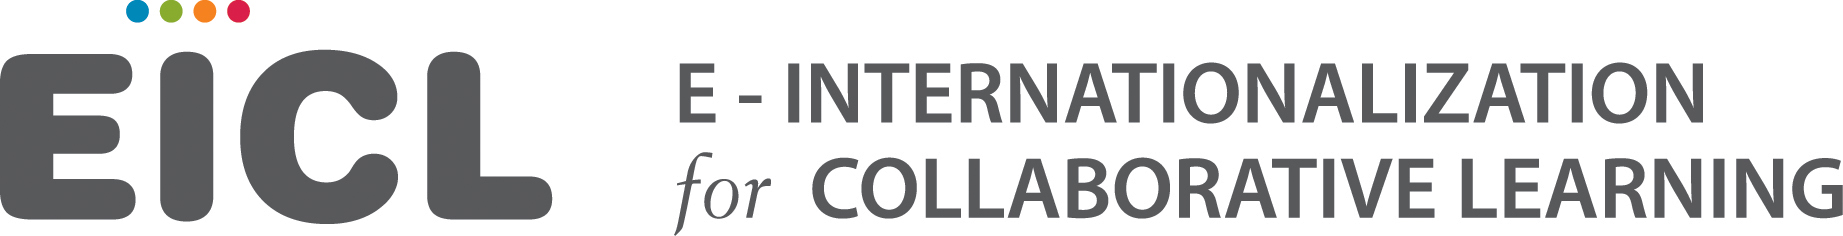 EICL
E - INTERNATIONALIZATION
for COLLABORATIVE LEARNING